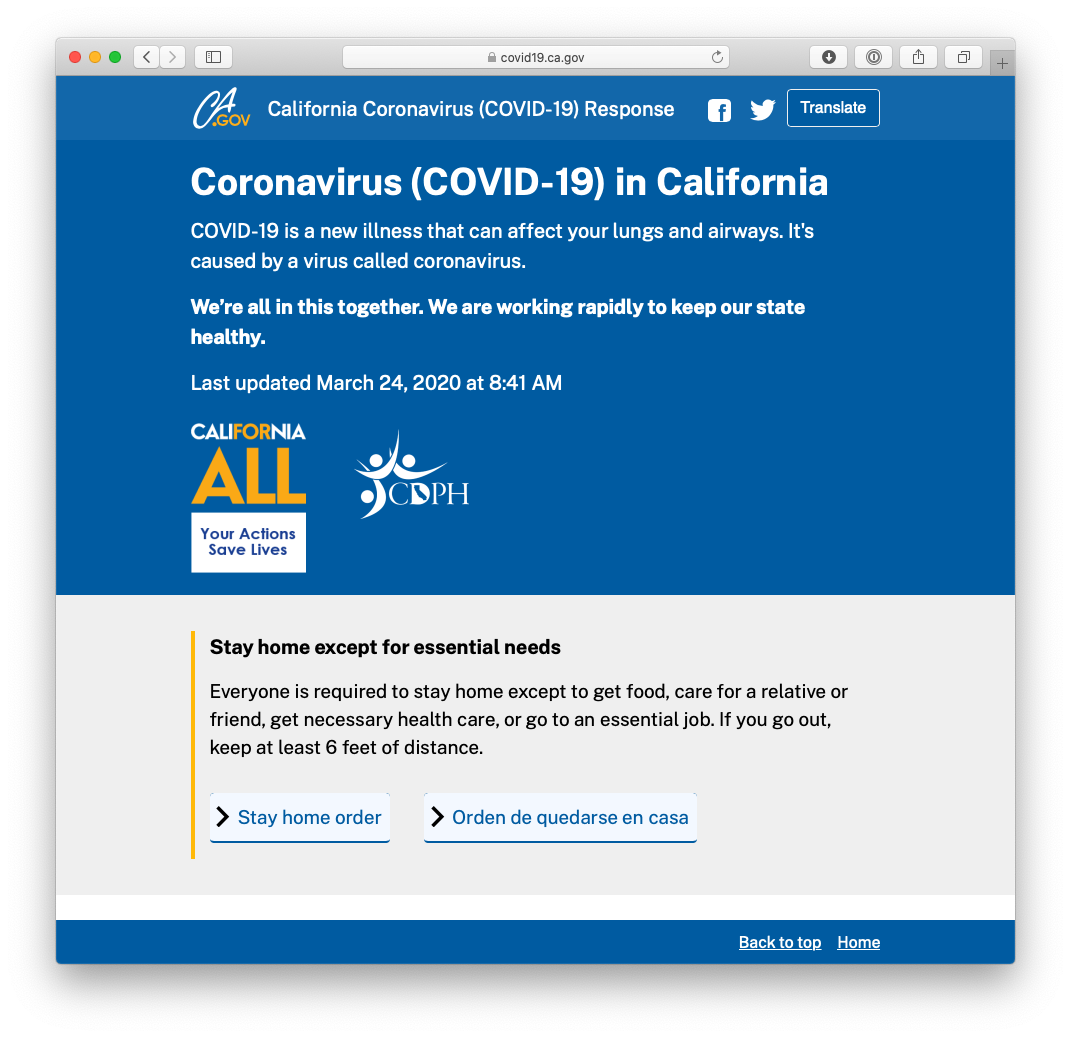 covid19.ca.gov
CA
.GOV
California Coronavirus (COVID-19) Response
Translate
Coronavirus (COVID-19) in California
COVID-19 is a new illness that can affect your lungs and airways. It's
caused by a virus called coronavirus.
We’re all in this together. We are working rapidly to keep our state
healthy.
Last updated March 24, 2020 at 8:41 AM
CALIFORNIA
ALL
Your Actions
Save Lives
CDPH
Stay home except for essential needs
Everyone is required to stay home except to get food, care for a relative or
friend, get necessary health care, or go to an essential job. If you go out,
keep at least 6 feet of distance.
Stay home order
Orden de quedarse en casa
Back to top Home